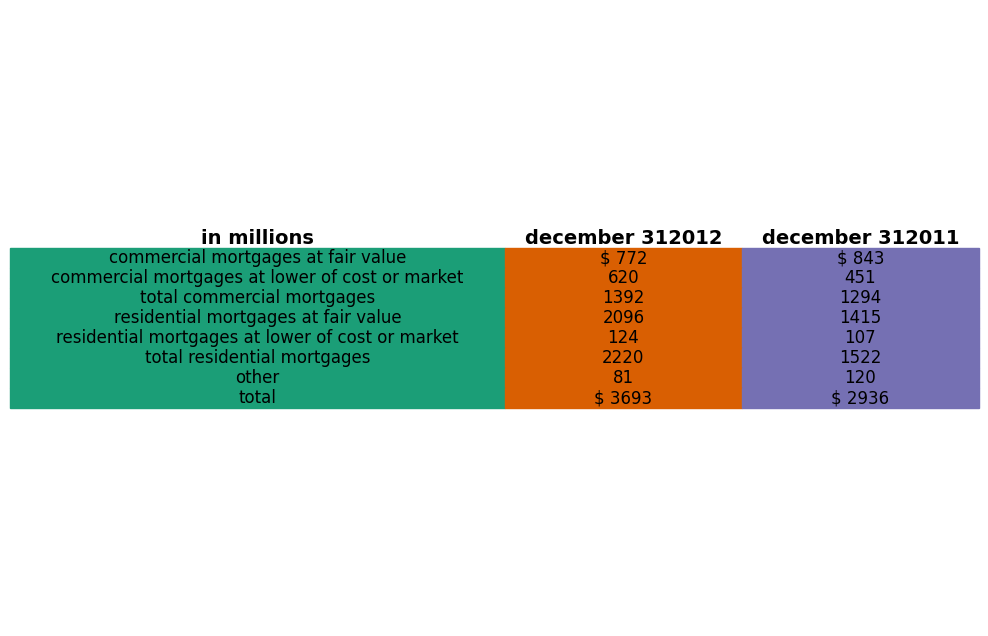 in millions december 312012 december 312011
commercial mortgages at fair value $ 772 $ 843
commercial mortgages at lower of cost or market 620 451
total commercial mortgages 1392 1294
residential mortgages at fair value 2096 1415
residential mortgages at lower of cost or market 124 107
total residential mortgages 2220 1522
other 81 120
total $ 3693 $ 2936